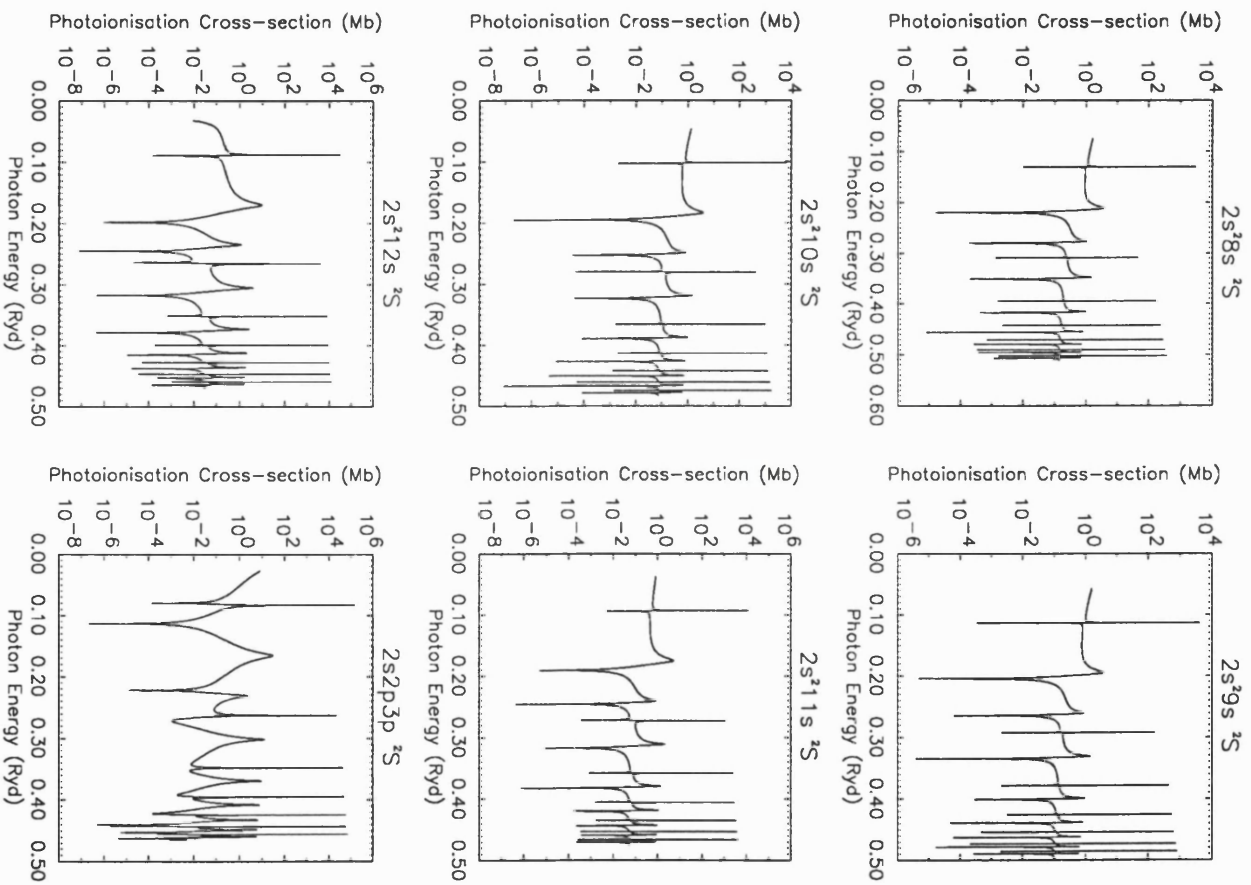 2s²8s ²S
Photoionisation Cross-section (Mb)
10⁴
10²
10⁰
10⁻²
10⁻⁴
10⁻⁶
0.00 0.10 0.20 0.30 0.40 0.50 0.60
Photon Energy (Ryd)
2s²9s ²S
Photoionisation Cross-section (Mb)
10⁴
10²
10⁰
10⁻²
10⁻⁴
10⁻⁶
0.00 0.10 0.20 0.30 0.40 0.50
Photon Energy (Ryd)
2s²10s ²S
Photoionisation Cross-section (Mb)
10⁴
10²
10⁰
10⁻²
10⁻⁴
10⁻⁶
10⁻⁸
0.00 0.10 0.20 0.30 0.40 0.50
Photon Energy (Ryd)
2s²11s ²S
Photoionisation Cross-section (Mb)
10⁶
10⁴
10²
10⁰
10⁻²
10⁻⁴
10⁻⁶
10⁻⁸
0.00 0.10 0.20 0.30 0.40 0.50
Photon Energy (Ryd)
2s²12s ²S
Photoionisation Cross-section (Mb)
10⁶
10⁴
10²
10⁰
10⁻²
10⁻⁴
10⁻⁶
10⁻⁸
0.00 0.10 0.20 0.30 0.40 0.50
Photon Energy (Ryd)
2s2p3p ²S
Photoionisation Cross-section (Mb)
10⁶
10⁴
10²
10⁰
10⁻²
10⁻⁴
10⁻⁶
10⁻⁸
0.00 0.10 0.20 0.30 0.40 0.50
Photon Energy (Ryd)